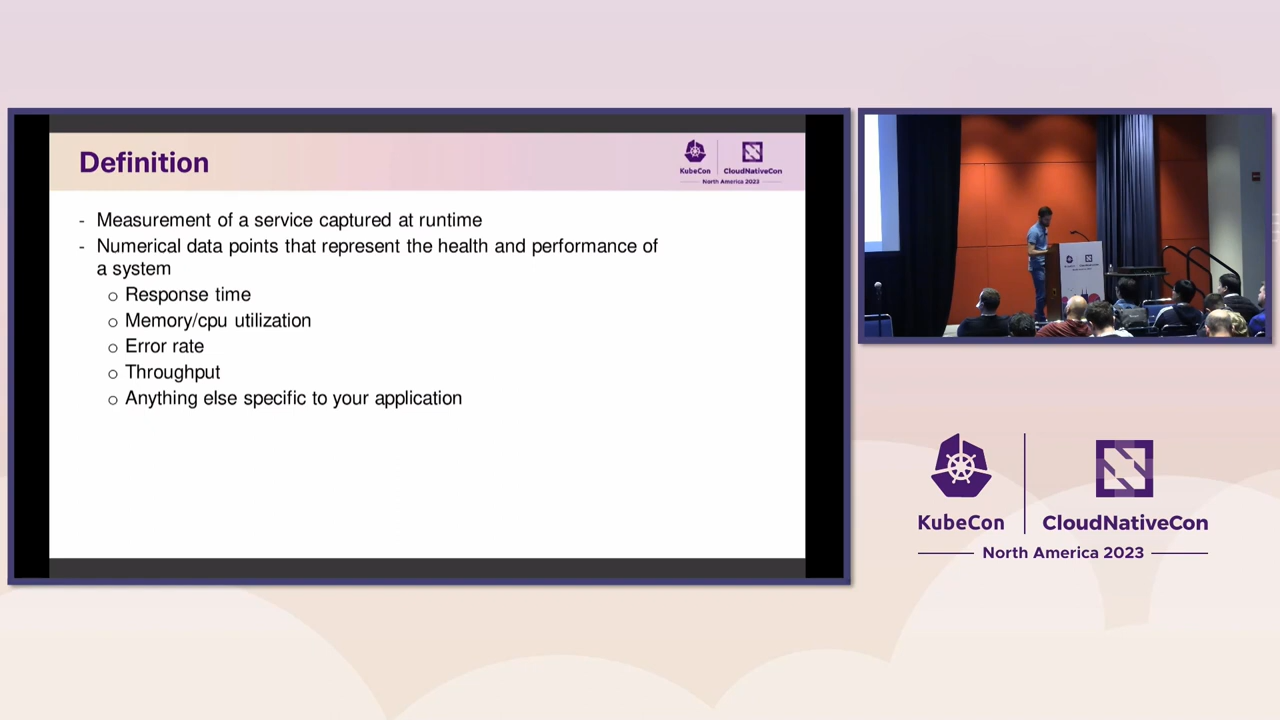 Definition
KubeCon
CloudNativeCon
North America 2023
- Measurement of a service captured at runtime
- Numerical data points that represent the health and performance of
a system
o Response time
o Memory/cpu utilization
o Error rate
o Throughput
o Anything else specific to your application
KubeCon
CloudNativeCon
North America 2023